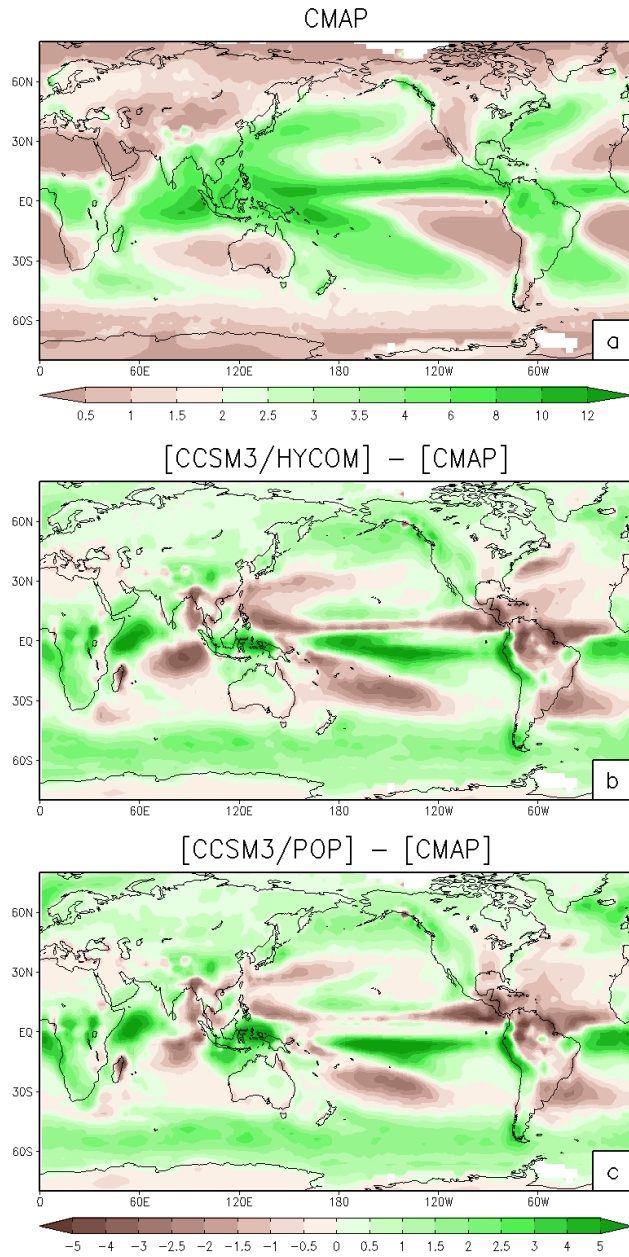 CMAP
60N
30N
EQ
30S
60S
a
0 60E 120E 180 120W 60W
0.5 1 1.5 2 2.5 3 3.5 4 6 8 10 12
[CCSM3/HYCOM] - [CMAP]
60N
30N
EQ
30S
60S
b
0 60E 120E 180 120W 60W
[CCSM3/POP] - [CMAP]
60N
30N
EQ
30S
60S
c
0 60E 120E 180 120W 60W
-5 -4 -3 -2.5 -2 -1.5 -1 -0.5 0 0.5 1 1.5 2 2.5 3 4 5